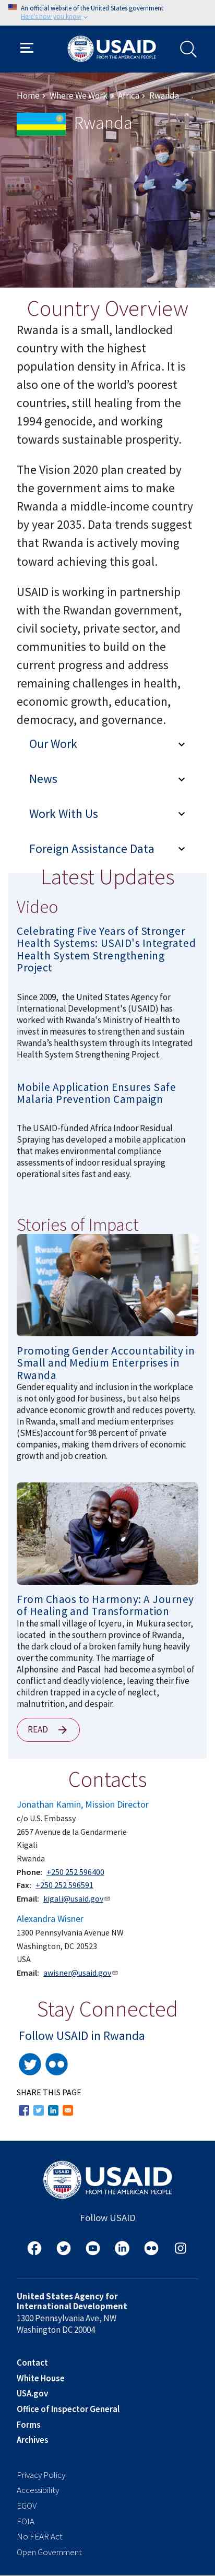 An official website of the United States government
Here's how you know
USAID
FROM THE AMERICAN PEOPLE
Home > Where We Work > Africa > Rwanda
Rwanda
Country Overview
Rwanda is a small, landlocked
country with the highest
population density in Africa. It is
also one of the world’s poorest
countries, still healing from the
1994 genocide, and working
towards sustainable prosperity.
The Vision 2020 plan created by
the government aims to make
Rwanda a middle-income country
by year 2035. Data trends suggest
that Rwanda is actively moving
toward achieving this goal.
USAID is working in partnership
with the Rwandan government,
civil society, private sector, and
communities to build on the
current progress and address
remaining challenges in health,
economic growth, education,
democracy, and governance.
Our Work
News
Work With Us
Foreign Assistance Data
Latest Updates
Video
Celebrating Five Years of Stronger
Health Systems: USAID's Integrated
Health System Strengthening
Project
Since 2009, the United States Agency for
International Development's (USAID) has
worked with Rwanda's Ministry of Health to
invest in measures to strengthen and sustain
Rwanda’s health system through its Integrated
Health System Strengthening Project.
Mobile Application Ensures Safe
Malaria Prevention Campaign
The USAID-funded Africa Indoor Residual
Spraying has developed a mobile application
that makes environmental compliance
assessments of indoor residual spraying
operational sites fast and easy.
Stories of Impact
Promoting Gender Accountability in
Small and Medium Enterprises in
Rwanda
Gender equality and inclusion in the workplace
is not only good for business, but also helps
advance economic growth and reduces poverty.
In Rwanda, small and medium enterprises
(SMEs)account for 98 percent of private
companies, making them drivers of economic
growth and job creation.
From Chaos to Harmony: A Journey
of Healing and Transformation
In the small village of Icyeru, in Mukura sector,
located in the southwestern part of Rwanda, a
dark cloud of a broken family hung heavily over
the community. The marriage of
Alphonsine and Pascal had become a symbol of
conflict and deadly violence, leaving their five
children trapped in a cycle of neglect,
malnutrition, and despair.
READ
Contacts
Jonathan Kamin, Mission Director
c/o U.S. Embassy
2657 Avenue de la Gendarmerie
Kigali
Rwanda
Phone: +250 252 596400
Fax: +250 252 596591
Email: kigali@usaid.gov
Alexandra Wisner
1300 Pennsylvania Avenue NW
Washington, DC 20523
USA
Email: awisner@usaid.gov
Stay Connected
Follow USAID in Rwanda
SHARE THIS PAGE
USAID
FROM THE AMERICAN PEOPLE
Follow USAID
United States Agency for
International Development
1300 Pennsylvania Ave, NW
Washington DC 20004
Contact
White House
USA.gov
Office of Inspector General
Forms
Archives
Privacy Policy
Accessibility
EGOV
FOIA
No FEAR Act
Open Government